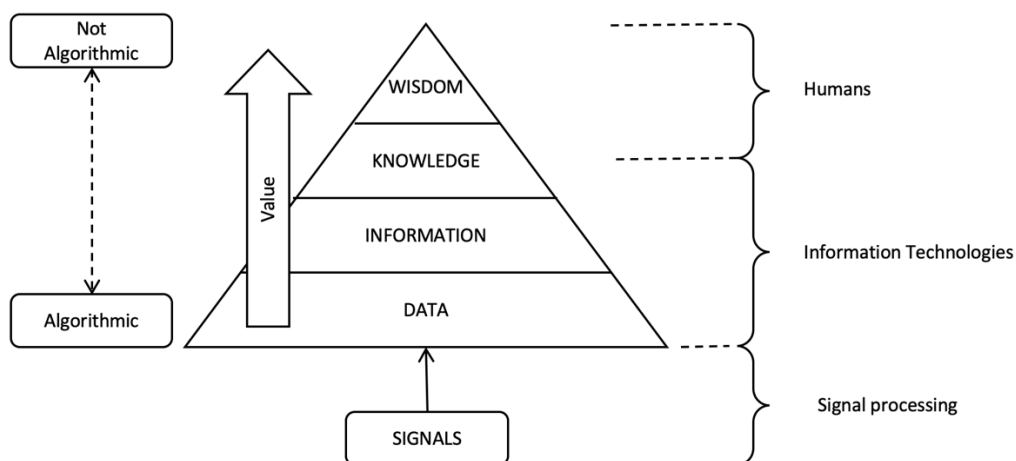 Not
Algorithmic
WISDOM
Humans
KNOWLEDGE
Value
INFORMATION
Information Technologies
DATA
Algorithmic
Signal processing
SIGNALS